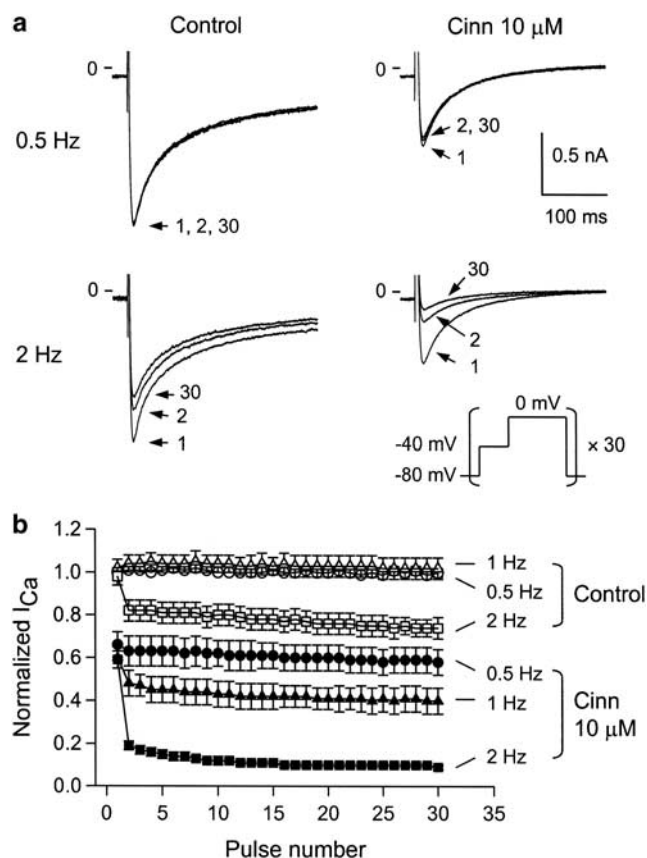 a
Control
Cinn 10 μM
0.5 Hz
0
1, 2, 30
0
2, 30
1
0.5 nA
100 ms
2 Hz
0
30
2
1
0
30
2
1
0 mV
-40 mV
-80 mV
× 30
b
Normalized ICa
1.2
1.0
0.8
0.6
0.4
0.2
0.0
0
5
10
15
20
25
30
35
Pulse number
1 Hz
0.5 Hz
2 Hz
Control
0.5 Hz
1 Hz
2 Hz
Cinn
10 μM